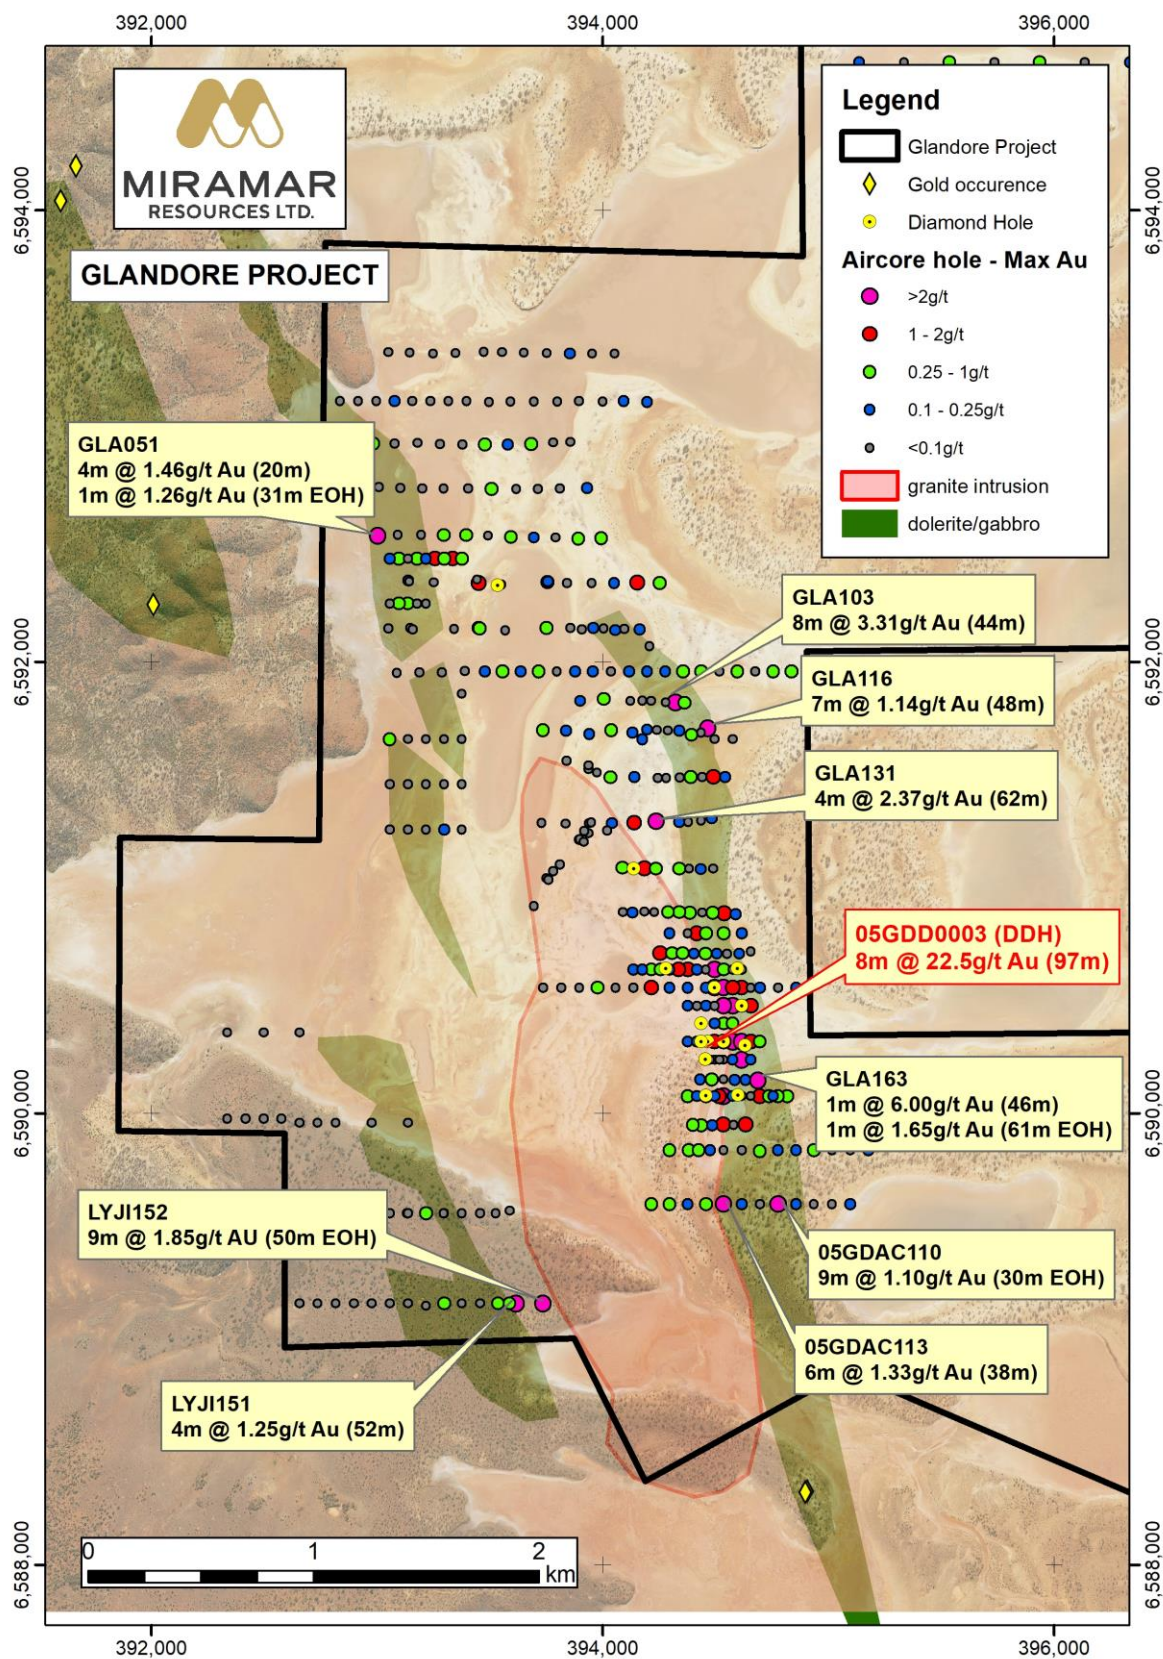 392,000
394,000
396,000
MIRAMAR
RESOURCES LTD.
GLANDORE PROJECT
Legend
Glandore Project
Gold occurence
Diamond Hole
Aircore hole - Max Au
>2g/t
1 - 2g/t
0.25 - 1g/t
0.1 - 0.25g/t
<0.1g/t
granite intrusion
dolerite/gabbro
6,594,000
6,594,000
GLA051
4m @ 1.46g/t Au (20m)
1m @ 1.26g/t Au (31m EOH)
GLA103
8m @ 3.31g/t Au (44m)
6,592,000
6,592,000
GLA116
7m @ 1.14g/t Au (48m)
GLA131
4m @ 2.37g/t Au (62m)
05GDD0003 (DDH)
8m @ 22.5g/t Au (97m)
6,590,000
6,590,000
GLA163
1m @ 6.00g/t Au (46m)
1m @ 1.65g/t Au (61m EOH)
LYJI152
9m @ 1.85g/t AU (50m EOH)
05GDAC110
9m @ 1.10g/t Au (30m EOH)
05GDAC113
6m @ 1.33g/t Au (38m)
LYJI151
4m @ 1.25g/t Au (52m)
6,588,000
6,588,000
0 1 2
km
392,000
394,000
396,000